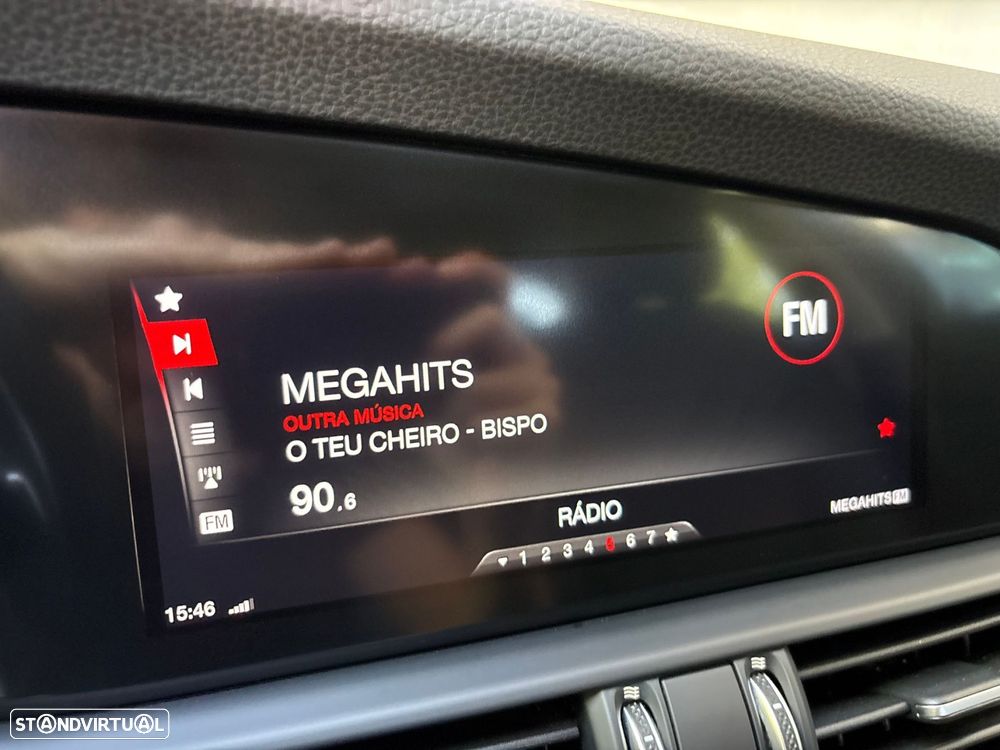 FM
MEGAHITS
OUTRA MÚSICA
O TEU CHEIRO - BISPO
90.6
FM
RÁDIO
MEGAHITS FM
1 2 3 4 5 6 7
15:46
STANDVIRTUAL